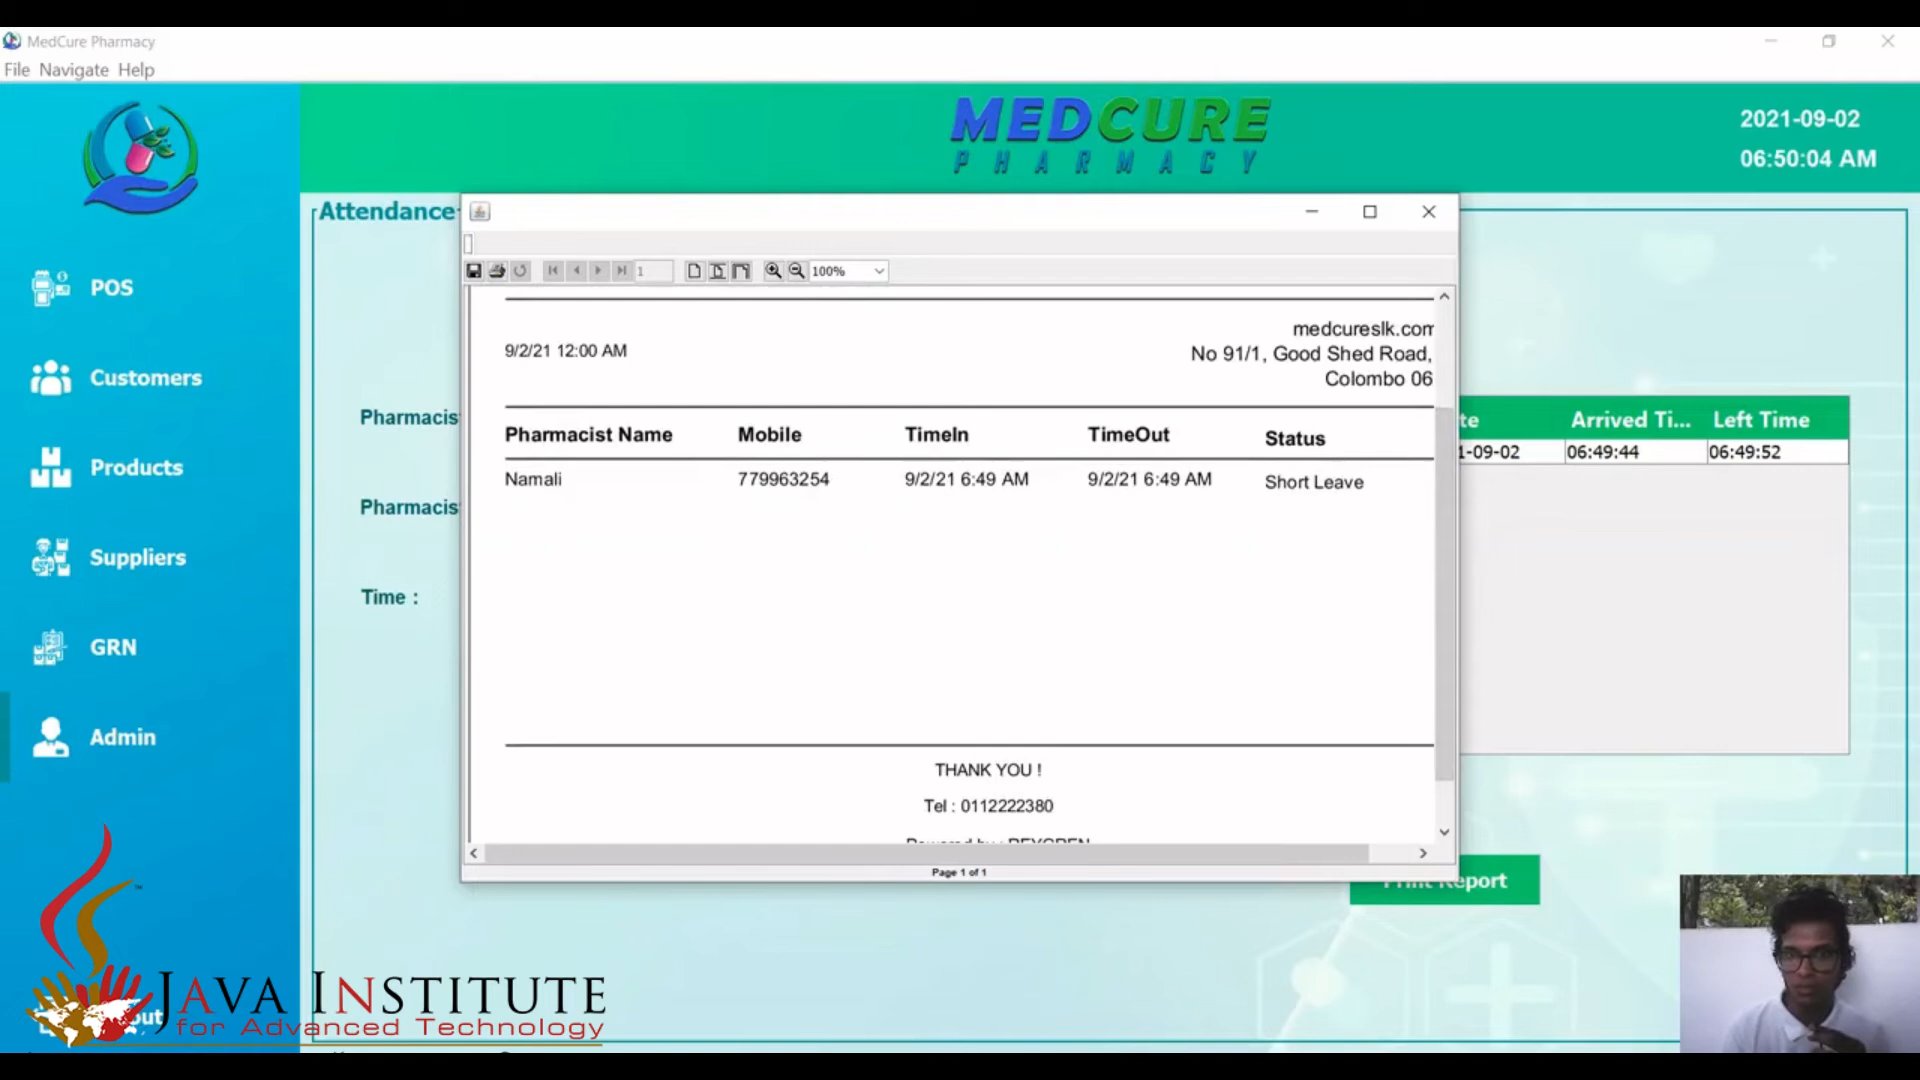 MedCure Pharmacy
File Navigate Help
MEDCURE
PHARMACY
2021-09-02
06:50:04 AM
Attendance
POS
Customers
Products
Suppliers
GRN
Admin
Pharmacis
Pharmacis
Time :
1
100%
medcureslk.com
9/2/21 12:00 AM
No 91/1, Good Shed Road,
Colombo 06
Pharmacist Name Mobile TimeIn TimeOut Status
Namali 779963254 9/2/21 6:49 AM 9/2/21 6:49 AM Short Leave
THANK YOU !
Tel : 0112222380
Page 1 of 1
te Arrived Ti... Left Time
1-09-02 06:49:44 06:49:52
Print Report
JAVA INSTITUTE
for Advanced Technology